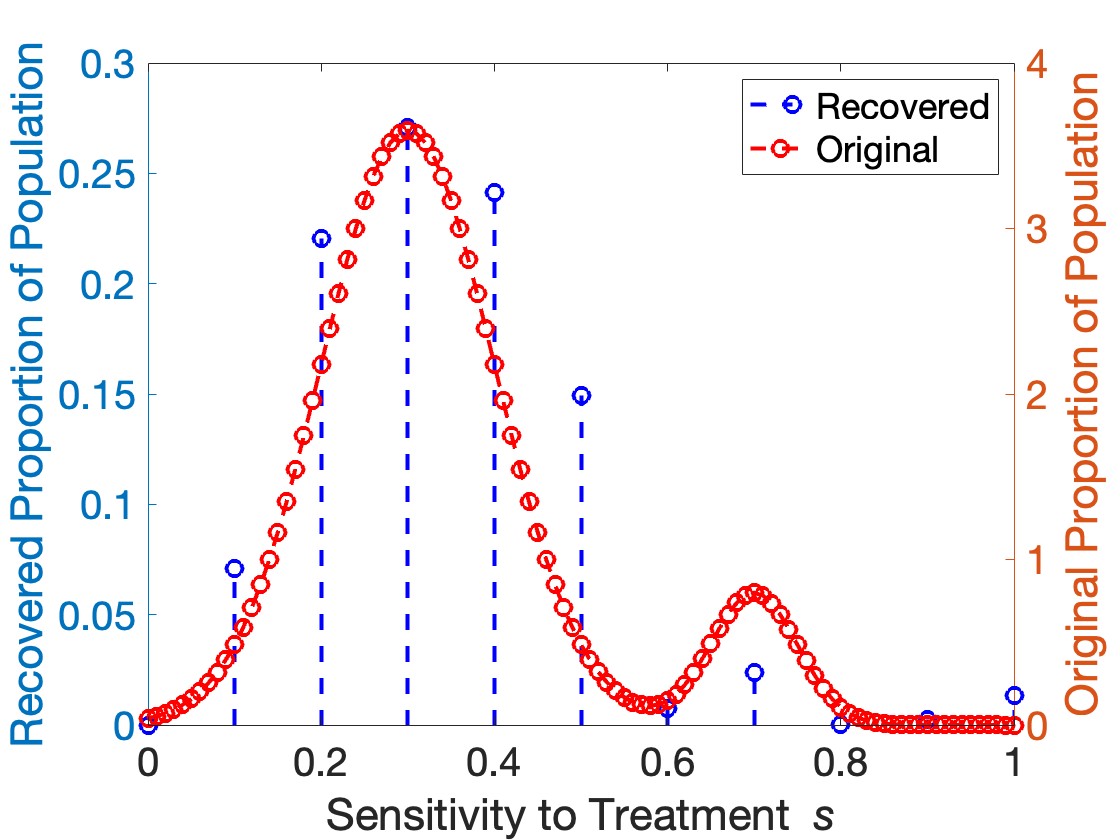 Recovered Proportion of Population
0.3
0.25
0.2
0.15
0.1
0.05
0
4
3
2
1
0
Original Proportion of Population
Recovered
Original
0 0.2 0.4 0.6 0.8 1
Sensitivity to Treatment s